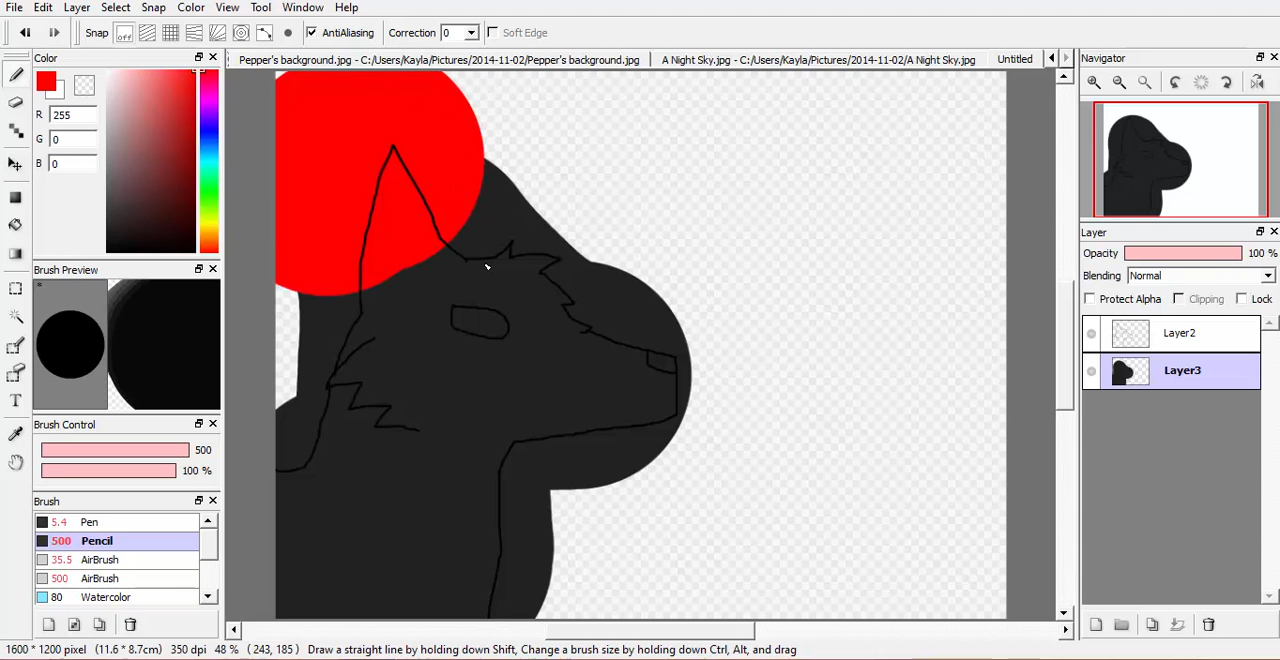 File Edit Layer Select Snap Color View Tool Window Help
Snap off AntiAliasing Correction 0 Soft Edge
Color
Pepper's background.jpg - C:/Users/Kayla/Pictures/2014-11-02/Pepper's background.jpg A Night Sky.jpg - C:/Users/Kayla/Pictures/2014-11-02/A Night Sky.jpg Untitled
Navigator
R 255
G 0
B 0
Layer
Opacity 100 %
Brush Preview
Blending Normal
*
Protect Alpha Clipping Lock
Layer2
Layer3
Brush Control
500
100 %
Brush
5.4 Pen
500 Pencil
35.5 AirBrush
500 AirBrush
80 Watercolor
T
1600 * 1200 pixel (11.6 * 8.7cm) 350 dpi 48 % ( 243, 185 ) Draw a straight line by holding down Shift, Change a brush size by holding down Ctrl, Alt, and drag